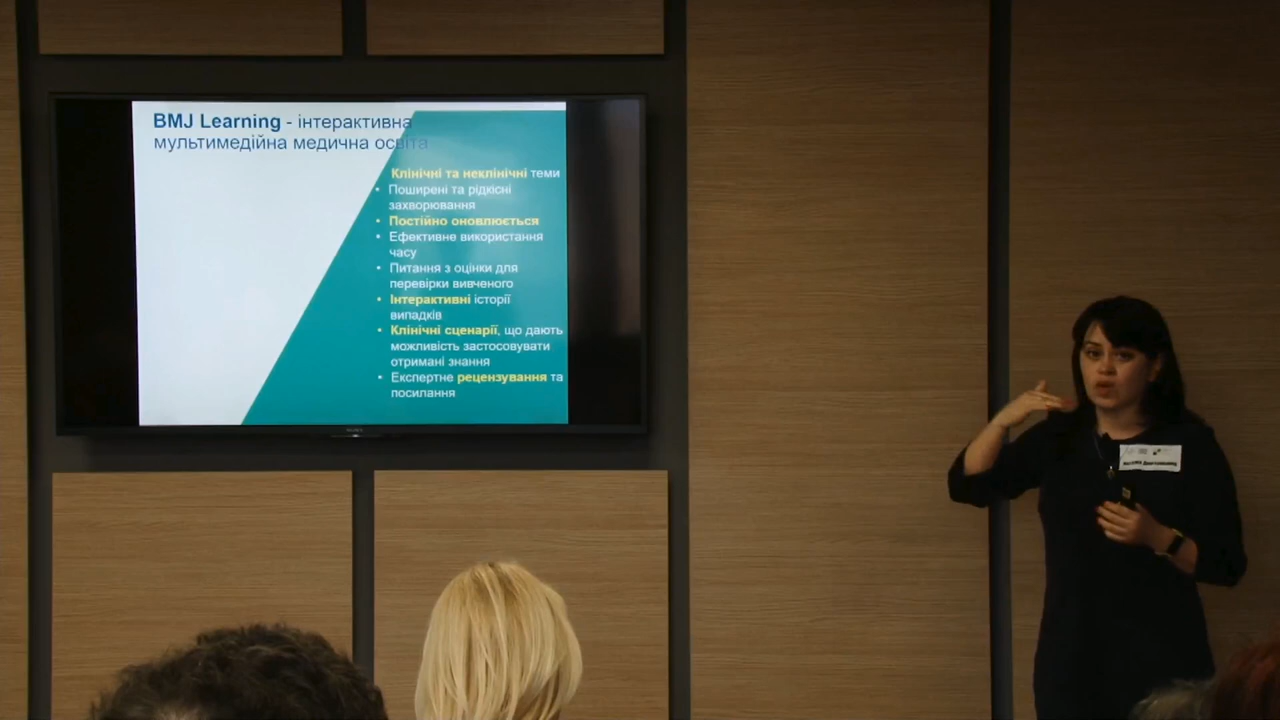 BMJ Learning - інтерактивна
мультимедійна медична освіта
Клінічні та неклінічні теми
• Поширені та рідкісні
захворювання
• Постійно оновлюється
• Ефективне використання
часу
• Питання з оцінки для
перевірки вивченого
• Інтерактивні історії
випадків
• Клінічні сценарії, що дають
можливість застосовувати
отримані знання
• Експертне рецензування та
посилання